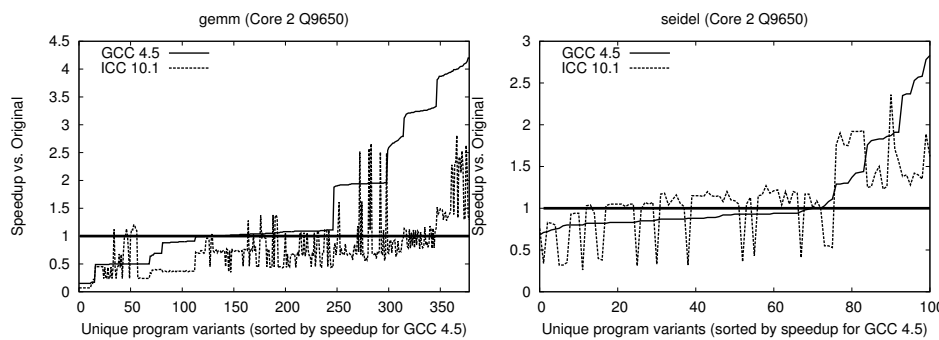 gemm (Core 2 Q9650)
GCC 4.5
ICC 10.1
Speedup vs. Original
4.5
4
3.5
3
2.5
2
1.5
1
0.5
0
0 50 100 150 200 250 300 350
Unique program variants (sorted by speedup for GCC 4.5)
seidel (Core 2 Q9650)
GCC 4.5
ICC 10.1
Speedup vs. Original
3
2.5
2
1.5
1
0.5
0
0 20 40 60 80 100
Unique program variants (sorted by speedup for GCC 4.5)